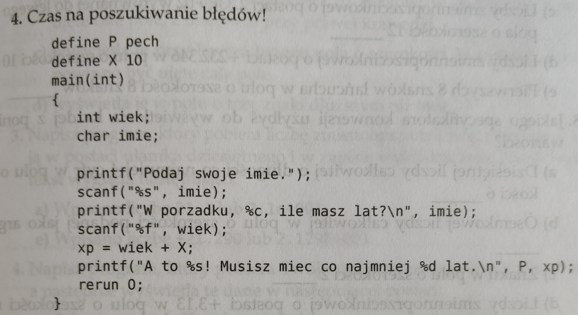 4. Czas na poszukiwanie błędów!
define P pech
define X 10
main(int)
{
int wiek;
char imie;
printf("Podaj swoje imie.");
scanf("%s", imie);
printf("W porzadku, %c, ile masz lat?\n", imie);
scanf("%f", wiek);
xp = wiek + X;
printf("A to %s! Musisz miec co najmniej %d lat.\n", P, xp);
rerun 0;
}